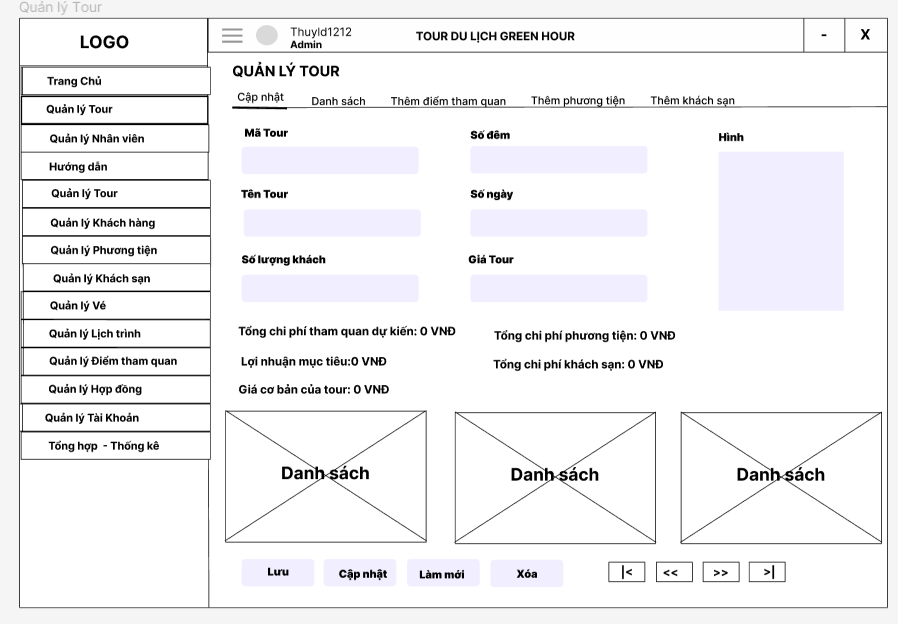 Quản lý Tour
LOGO
Thuyld1212
Admin
TOUR DU LỊCH GREEN HOUR
-
X
Trang Chủ
Quản lý Tour
Quản lý Nhân viên
Hướng dẫn
Quản lý Tour
Quản lý Khách hàng
Quản lý Phương tiện
Quản lý Khách sạn
Quản lý Vé
Quản lý Lịch trình
Quản lý Điểm tham quan
Quản lý Hợp đồng
Quản lý Tài Khoản
Tổng hợp - Thống kê
QUẢN LÝ TOUR
Cập nhật Danh sách Thêm điểm tham quan Thêm phương tiện Thêm khách sạn
Mã Tour Số đêm Hình
Tên Tour Số ngày
Số lượng khách Giá Tour
Tổng chi phí tham quan dự kiến: 0 VNĐ Tổng chi phí phương tiện: 0 VNĐ
Lợi nhuận mục tiêu:0 VNĐ Tổng chi phí khách sạn: 0 VNĐ
Giá cơ bản của tour: 0 VNĐ
Danh sách Danh sách Danh sách
Lưu Cập nhật Làm mới Xóa |< << >> >|